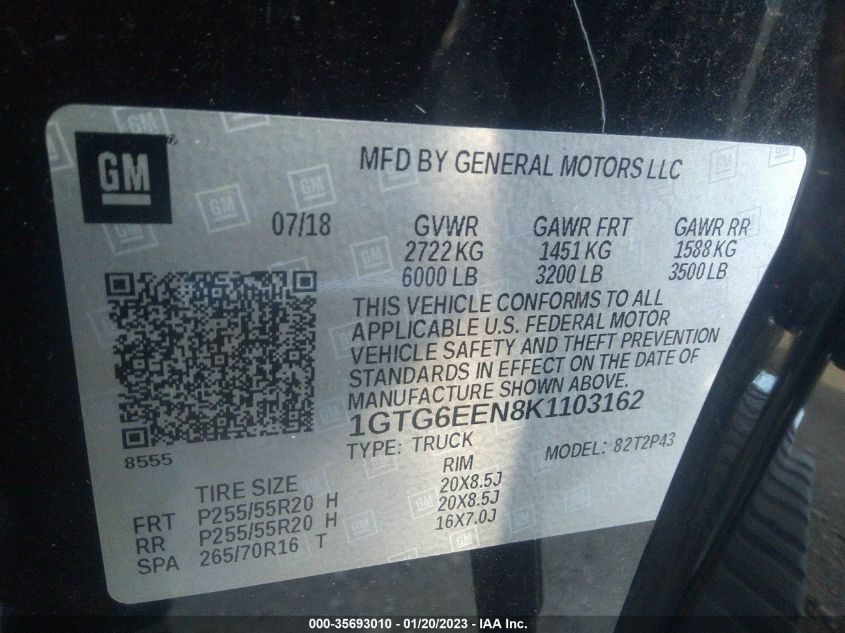 GM
MFD BY GENERAL MOTORS LLC
07/18 GVWR GAWR FRT GAWR RR
2722 KG 1451 KG 1588 KG
6000 LB 3200 LB 3500 LB
THIS VEHICLE CONFORMS TO ALL
APPLICABLE U.S. FEDERAL MOTOR
VEHICLE SAFETY AND THEFT PREVENTION
STANDARDS IN EFFECT ON THE DATE OF
MANUFACTURE SHOWN ABOVE.
1GTG6EEN8K1103162
8555
TYPE: TRUCK MODEL: 82T2P43
TIRE SIZE RIM
FRT P255/55R20 H 20X8.5J
RR P255/55R20 H 20X8.5J
SPA 265/70R16 T 16X7.0J
000-35693010 - 01/20/2023 - IAA Inc.